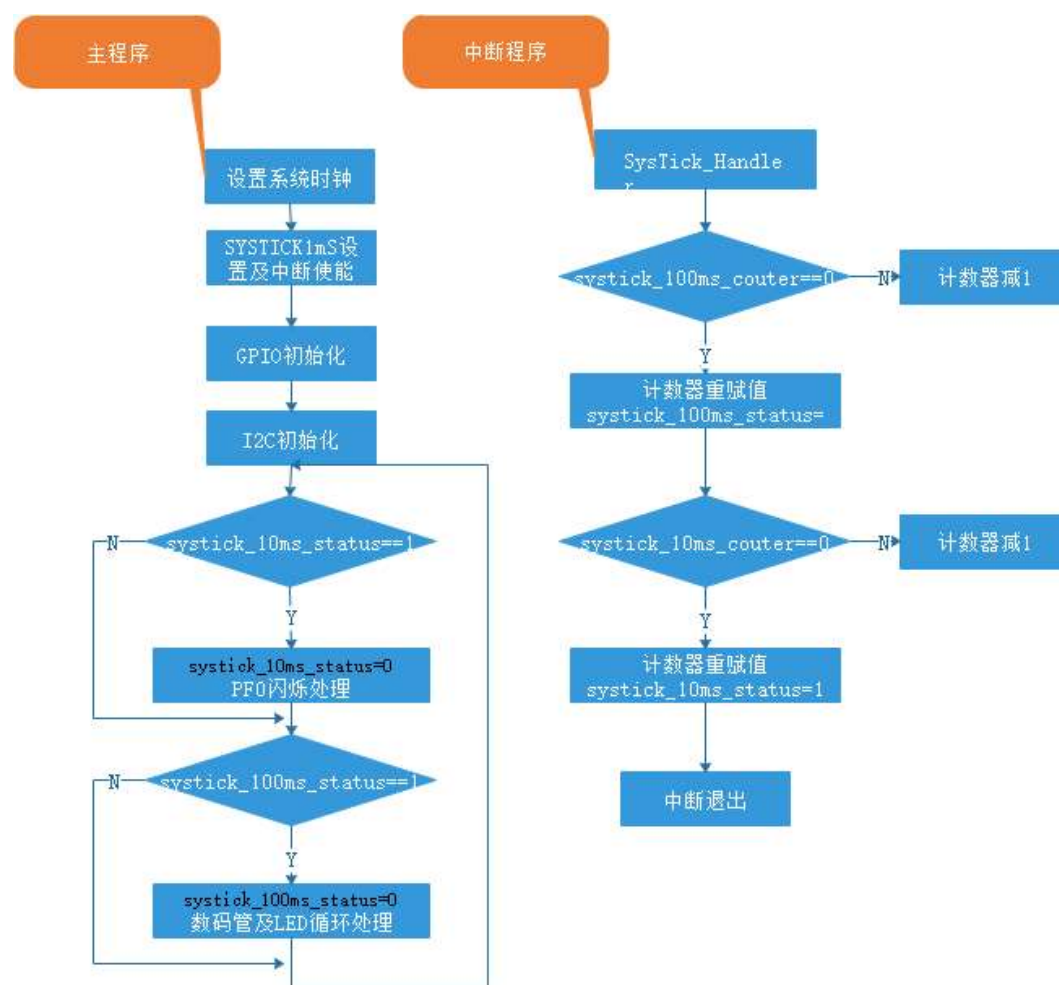 主程序
设置系统时钟
SYSTICK1mS设
置及中断使能
GPIO初始化
I2C初始化
systick_10ms_status==1
N
Y
systick_10ms_status=0
PF0闪烁处理
systick_100ms_status==1
N
Y
systick_100ms_status=0
数码管及LED循环处理
中断程序
SysTick_Handle
r
systick_100ms_couter==0
N
计数器减1
Y
计数器重赋值
systick_100ms_status=
systick_10ms_couter==0
N
计数器减1
Y
计数器重赋值
systick_10ms_status=1
中断退出